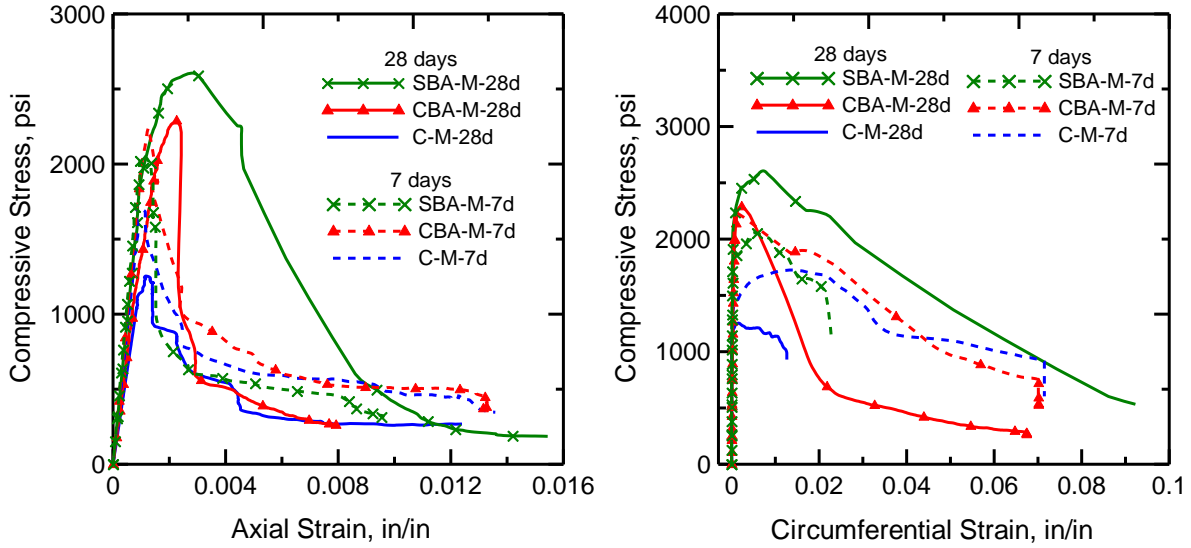 3000
2000
1000
0
Compressive Stress, psi
28 days
SBA-M-28d
CBA-M-28d
C-M-28d
7 days
SBA-M-7d
CBA-M-7d
C-M-7d
0 0.004 0.008 0.012 0.016
Axial Strain, in/in
4000
3000
2000
1000
0
Compressive Stress, psi
28 days 7 days
SBA-M-28d SBA-M-7d
CBA-M-28d CBA-M-7d
C-M-28d C-M-7d
0 0.02 0.04 0.06 0.08 0.1
Circumferential Strain, in/in